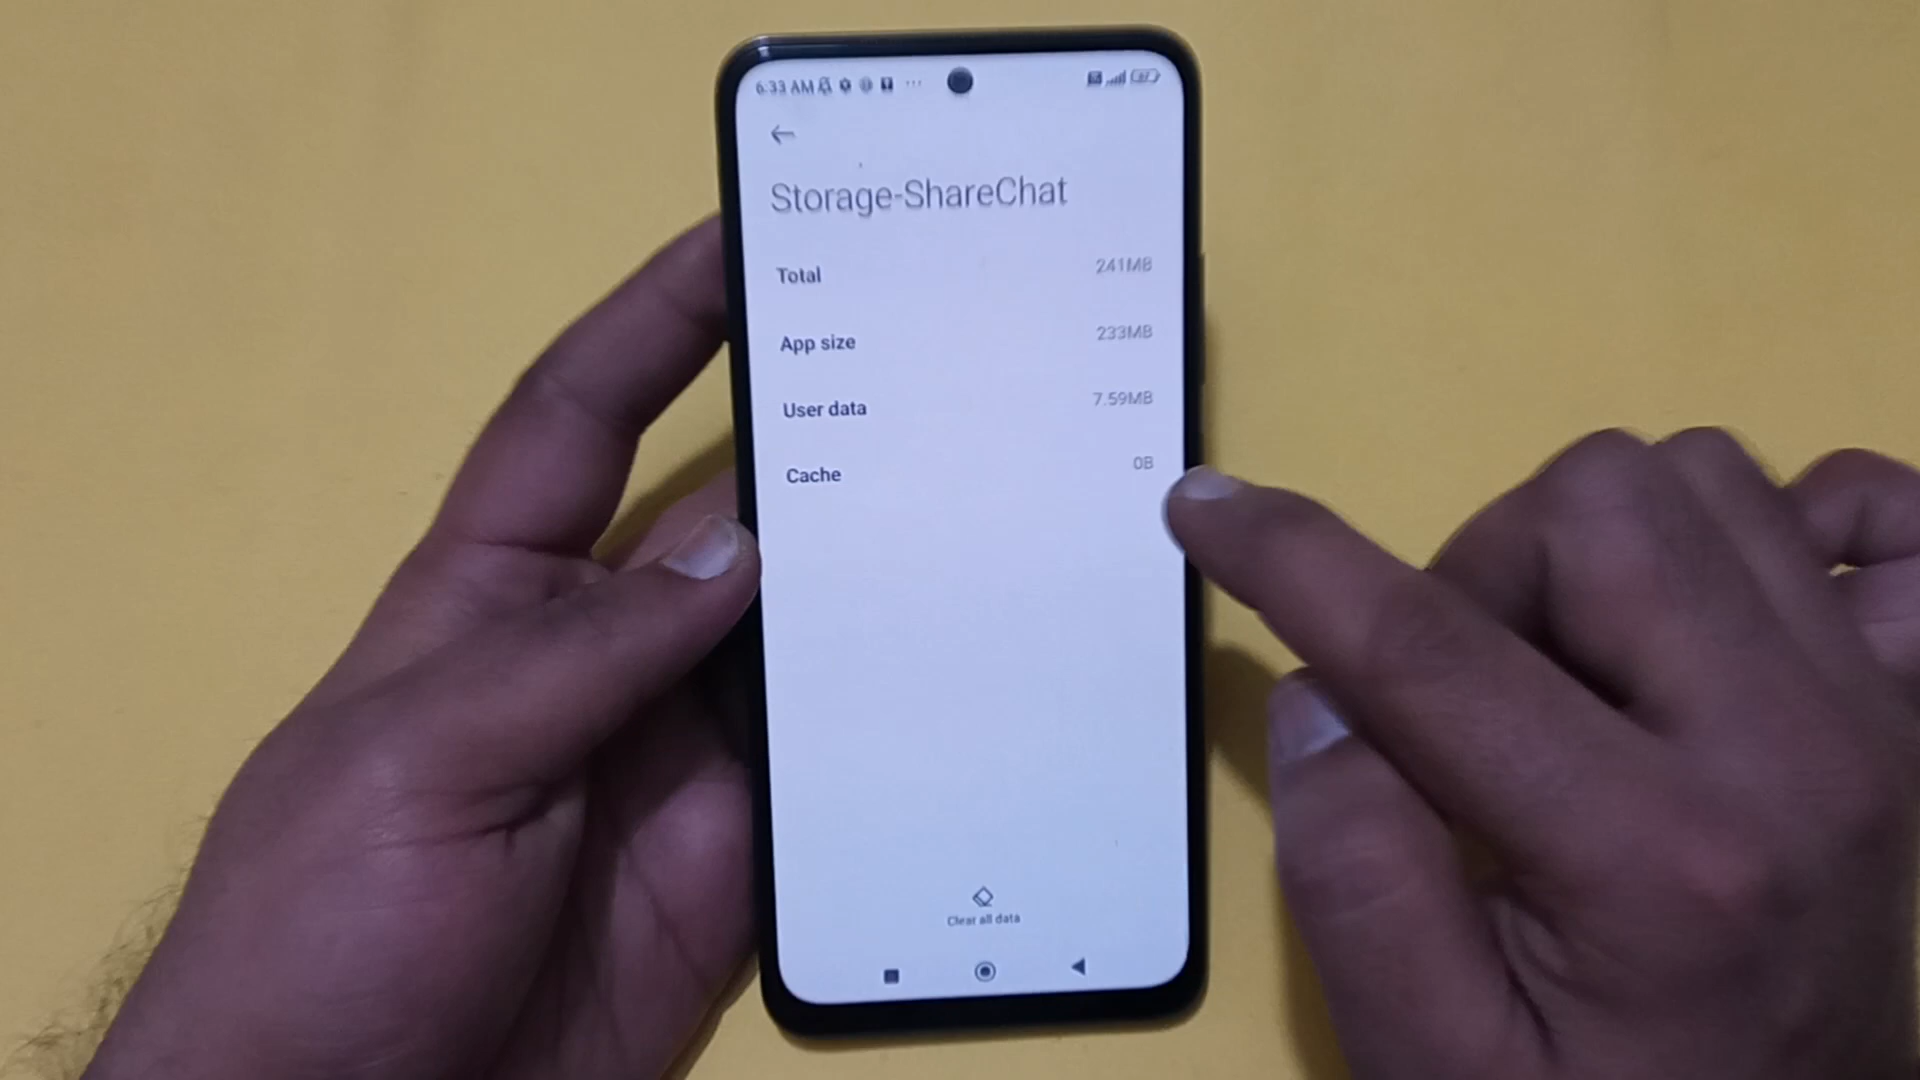 6:33 AM
Storage-ShareChat
Total 241MB
App size 233MB
User data 7.59MB
Cache 0B
Clear all data